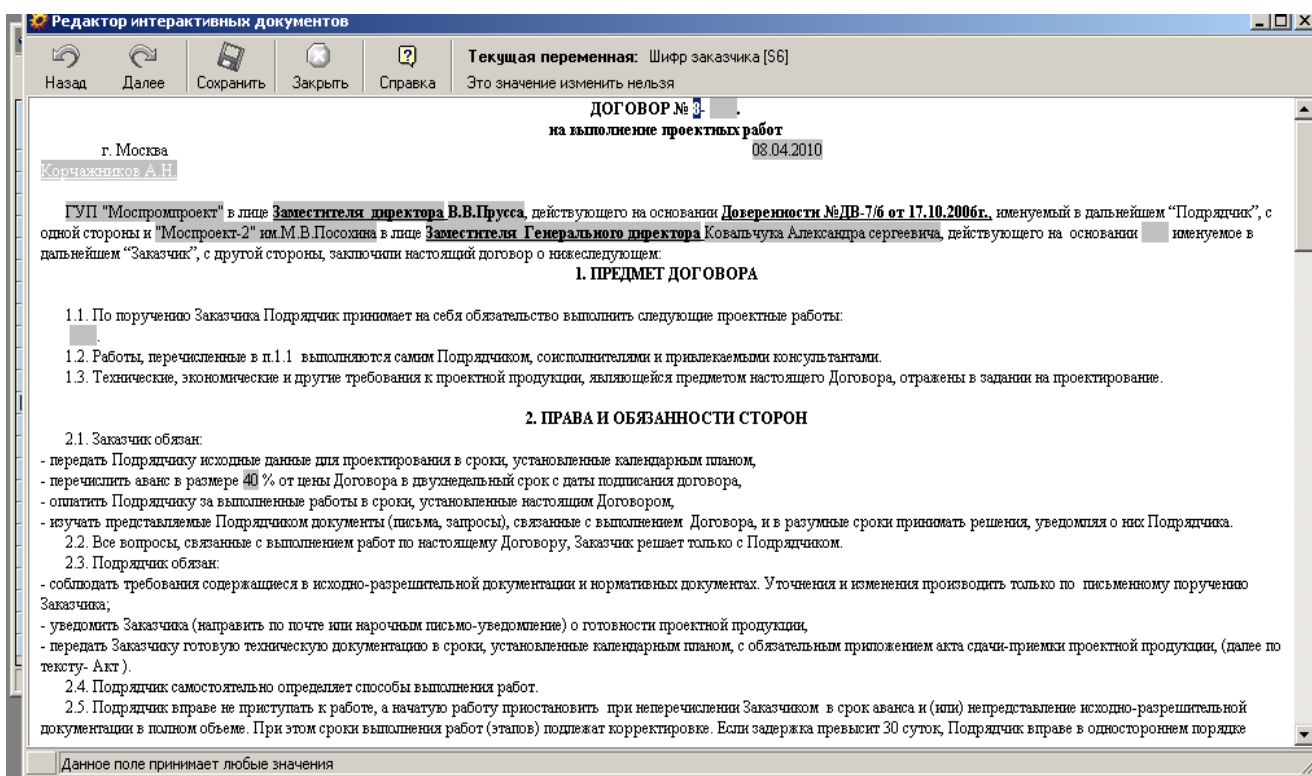 Редактор интерактивных документов
Назад Далее Сохранить Закрыть Справка
Текущая переменная: Шифр заказчика [S6]
Это значение изменить нельзя
ДОГОВОР № 8- .
на выполнение проектных работ
г. Москва 08.04.2010
Корчажников А.Н.
ГУП "Моспромпроект" в лице Заместителя директора В.В.Прусса, действующего на основании Доверенности №ДВ-7/6 от 17.10.2006г., именуемый в дальнейшем “Подрядчик”, с
одной стороны и "Моспроект-2" им.М.В.Посохина в лице Заместителя Генерального директора Ковальчука Александра сергеевича, действующего на основании именуемое в
дальнейшем “Заказчик”, с другой стороны, заключили настоящий договор о нижеследующем:
1. ПРЕДМЕТ ДОГОВОРА
1.1. По поручению Заказчика Подрядчик принимает на себя обязательство выполнить следующие проектные работы:
.
1.2. Работы, перечисленные в п.1.1 выполняются самим Подрядчиком, соисполнителями и привлекаемыми консультантами.
1.3. Технические, экономические и другие требования к проектной продукции, являющейся предметом настоящего Договора, отражены в задании на проектирование.
2. ПРАВА И ОБЯЗАННОСТИ СТОРОН
2.1. Заказчик обязан:
- передать Подрядчику исходные данные для проектирования в сроки, установленные календарным планом,
- перечислить аванс в размере 40 % от цены Договора в двухнедельный срок с даты подписания договора,
- оплатить Подрядчику за выполненные работы в сроки, установленные настоящим Договором,
- изучать представляемые Подрядчиком документы (письма, запросы), связанные с выполнением Договора, и в разумные сроки принимать решения, уведомляя о них Подрядчика.
2.2. Все вопросы, связанные с выполнением работ по настоящему Договору, Заказчик решает только с Подрядчиком.
2.3. Подрядчик обязан:
- соблюдать требования содержащиеся в исходно-разрешительной документации и нормативных документах. Уточнения и изменения производить только по письменному поручению
Заказчика;
- уведомить Заказчика (направить по почте или нарочным письмо-уведомление) о готовности проектной продукции,
- передать Заказчику готовую техническую документацию в сроки, установленные календарным планом, с обязательным приложением акта сдачи-приемки проектной продукции, (далее по
тексту- Акт ).
2.4. Подрядчик самостоятельно определяет способы выполнения работ.
2.5. Подрядчик вправе не приступать к работе, а начатую работу приостановить при неперечислении Заказчиком в срок аванса и (или) непредставление исходно-разрешительной
документации в полном объеме. При этом сроки выполнения работ (этапов) подлежат корректировке. Если задержка превысит 30 суток, Подрядчик вправе в одностороннем порядке
Данное поле принимает любые значения